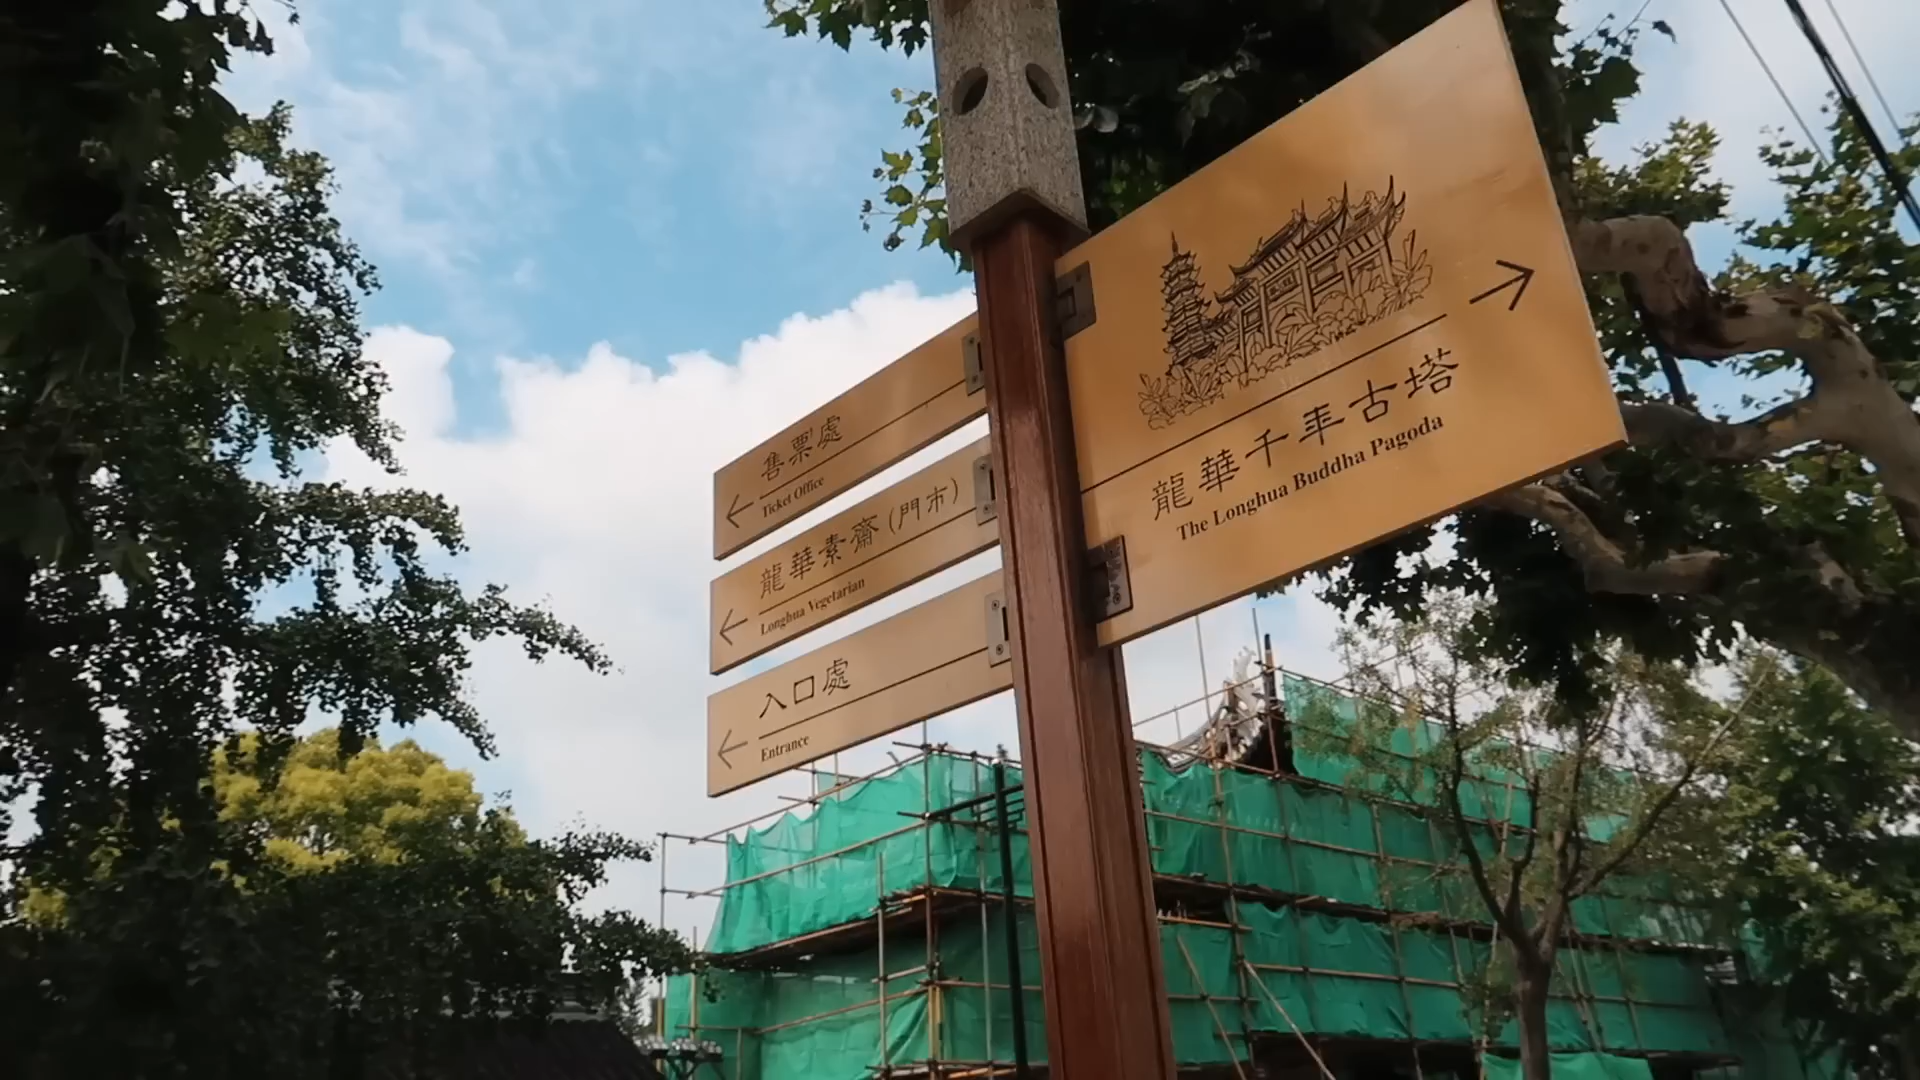 售票處
Ticket Office
龍華素齋(門市)
Longhua Vegetarian
入口處
Entrance
龍華千年古塔
The Longhua Buddha Pagoda